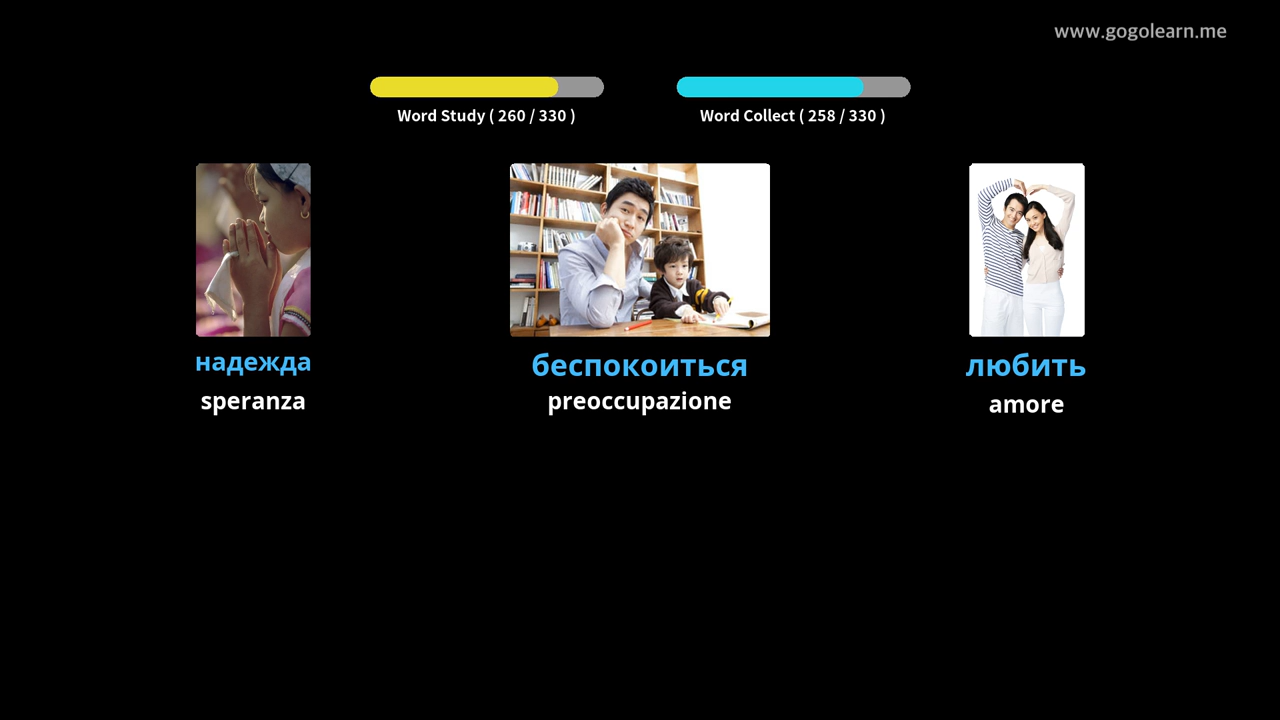 www.gogolearn.me
Word Study ( 260 / 330 )
Word Collect ( 258 / 330 )
надежда
speranza
беспокоиться
preoccupazione
любить
amore